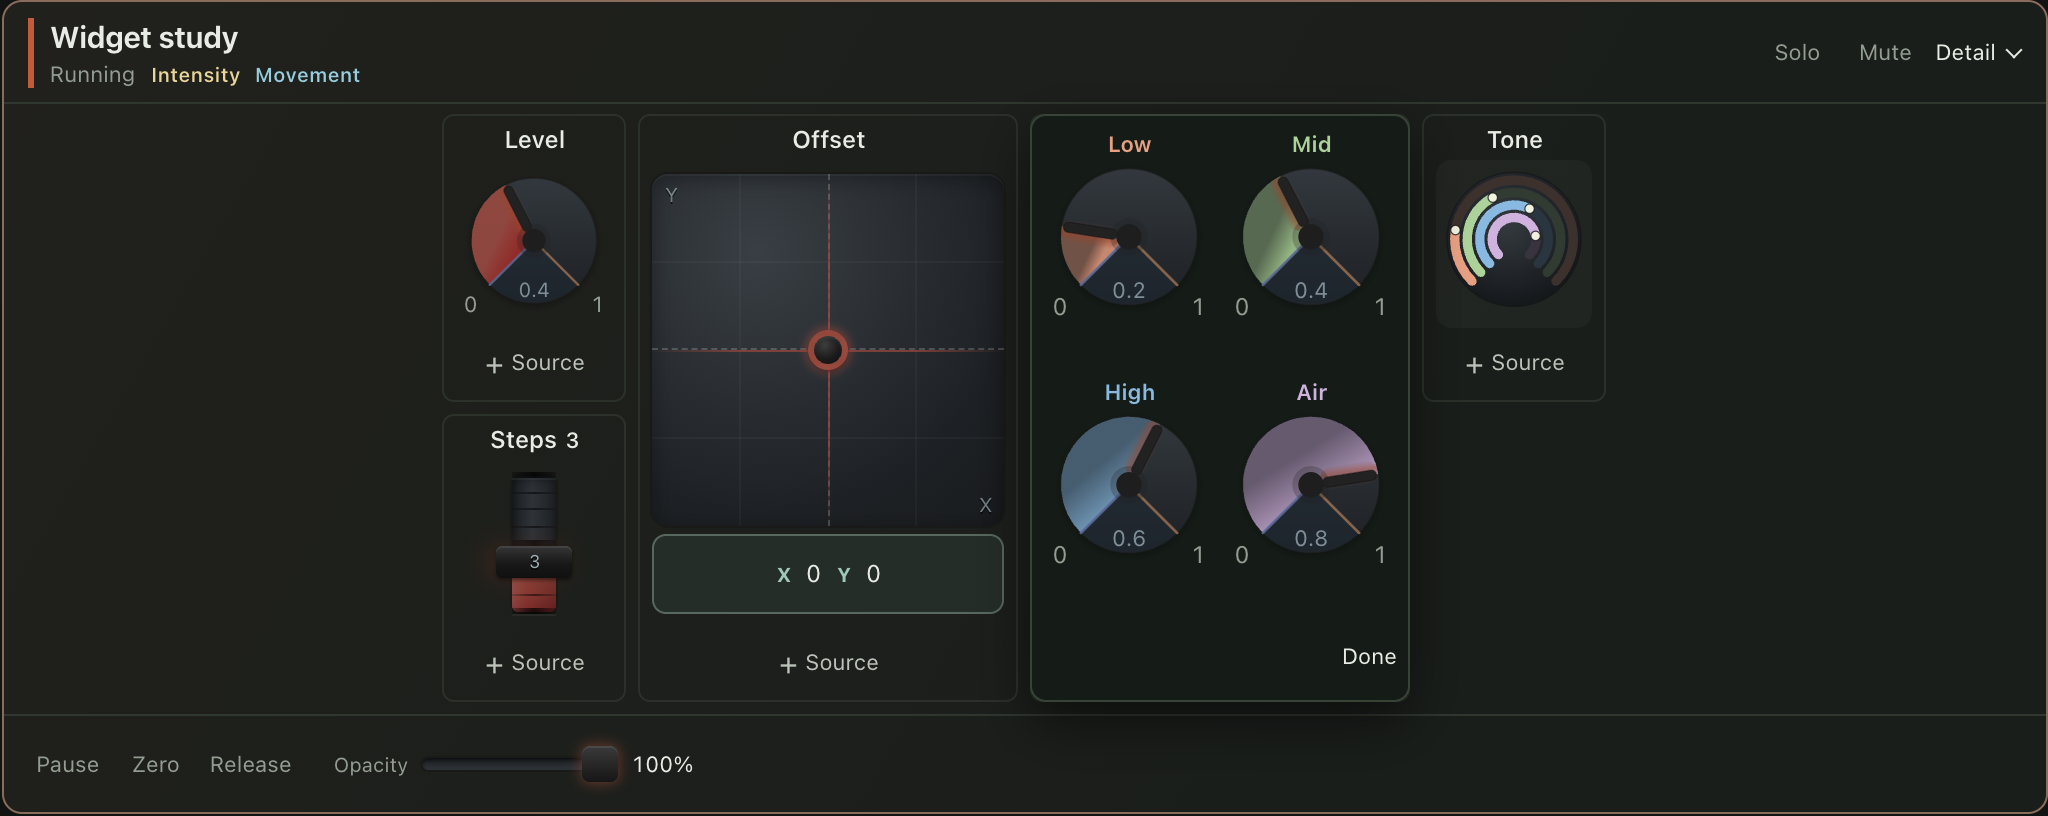 Widget study
Running Intensity Movement
Solo Mute Detail
Level
0.4
0 1
+ Source
Steps 3
3
+ Source
Offset
Y
X
X 0 Y 0
+ Source
Low
0.2
0 1
Mid
0.4
0 1
High
0.6
0 1
Air
0.8
0 1
Done
Tone
+ Source
Pause Zero Release Opacity 100%